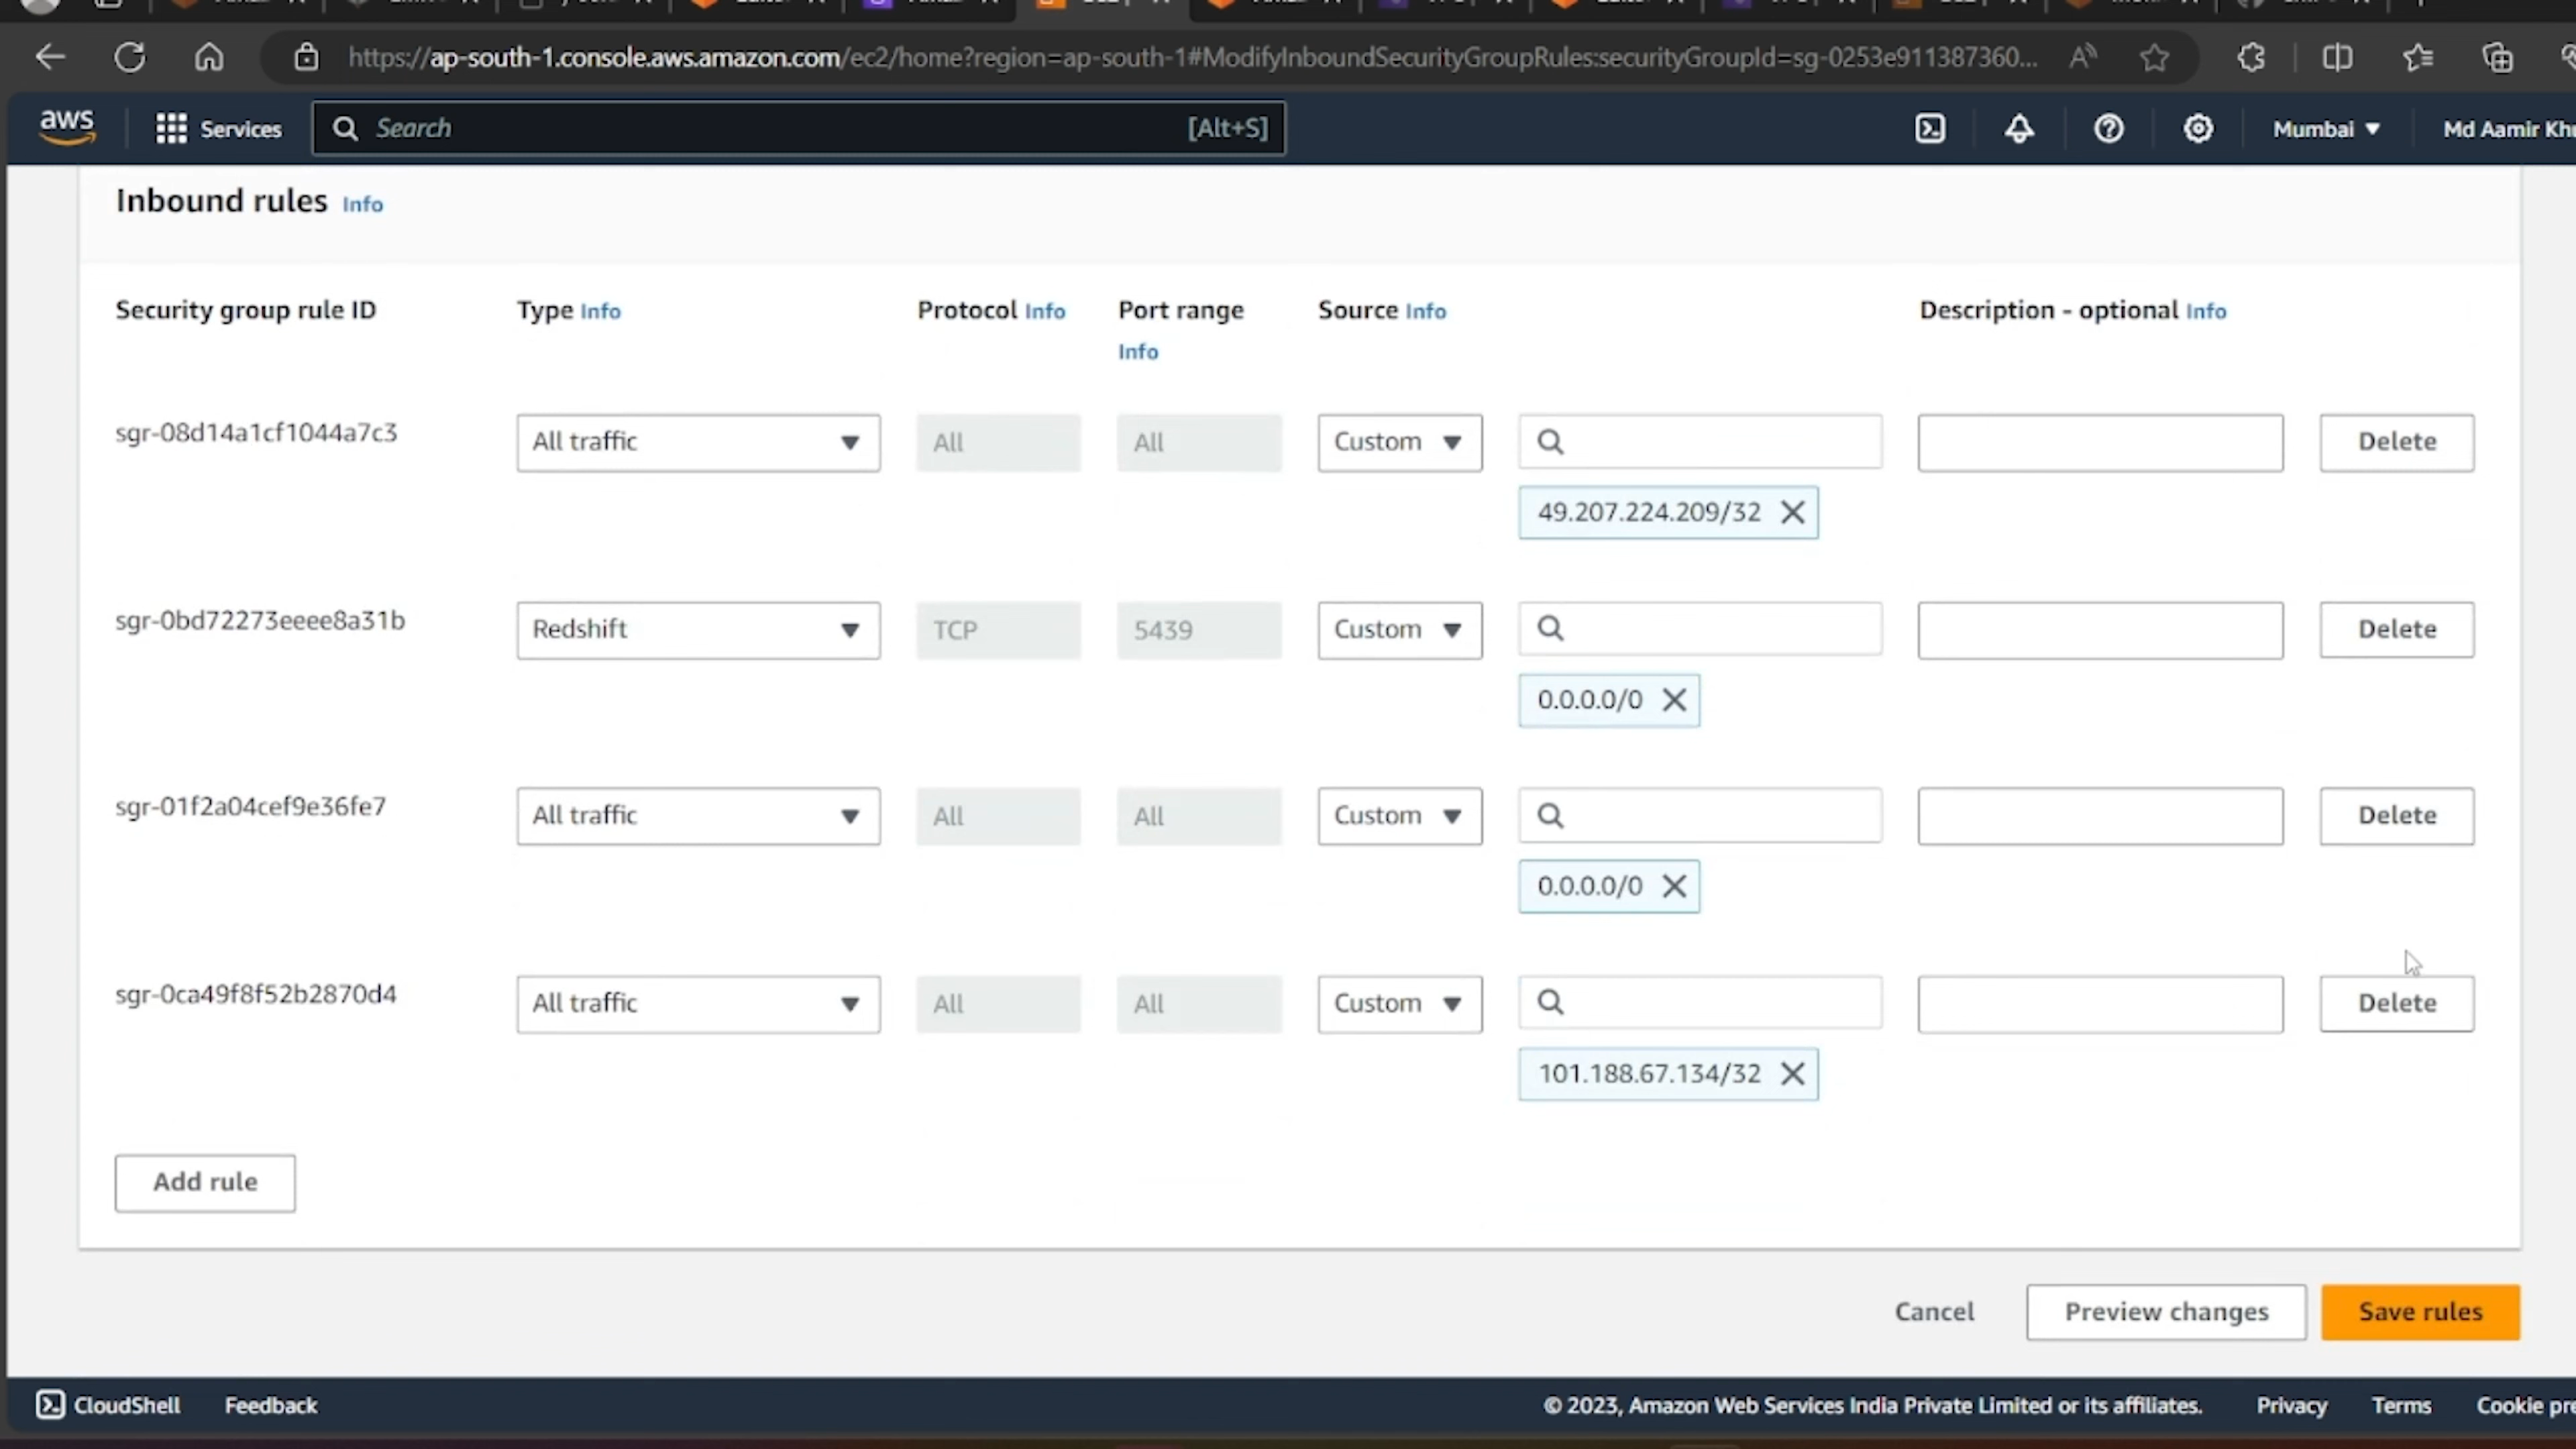 https://ap-south-1.console.aws.amazon.com/ec2/home?region=ap-south-1#ModifyInboundSecurityGroupRules:securityGroupId=sg-0253e911387360...
aws Services Search [Alt+S] Mumbai Md Aamir
Inbound rules Info
Security group rule ID Type Info Protocol Info Port range Info Source Info Description - optional Info
sgr-08d14a1cf1044a7c3 All traffic All All Custom Delete
49.207.224.209/32
sgr-0bd72273eeee8a31b Redshift TCP 5439 Custom Delete
0.0.0.0/0
sgr-01f2a04cef9e36fe7 All traffic All All Custom Delete
0.0.0.0/0
sgr-0ca49f8f52b2870d4 All traffic All All Custom Delete
101.188.67.134/32
Add rule
Cancel Preview changes Save rules
CloudShell Feedback © 2023, Amazon Web Services India Private Limited or its affiliates. Privacy Terms Cookie